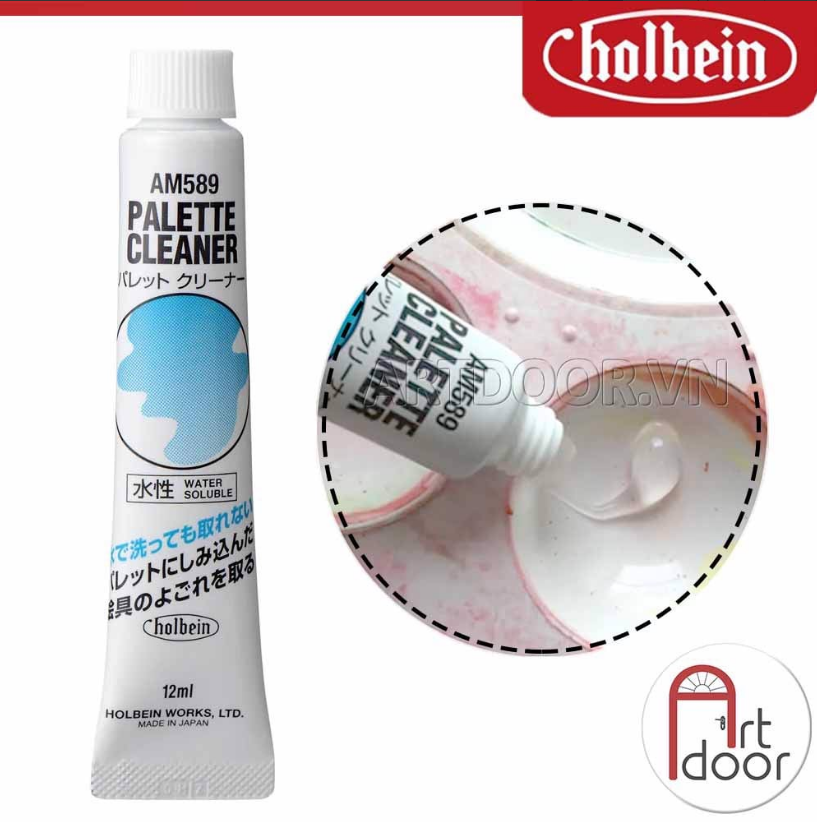 holbein
AM589
PALETTE
CLEANER
パレット クリーナー
水性 WATER
SOLUBLE
水で洗っても取れない
パレットにしみ込んだ
絵具のよごれを取る
holbein
12ml
HOLBEIN WORKS, LTD.
MADE IN JAPAN
AM589
PALETTE
CLEANER
レット クリーナ
ARTDOOR.VN
Art
door